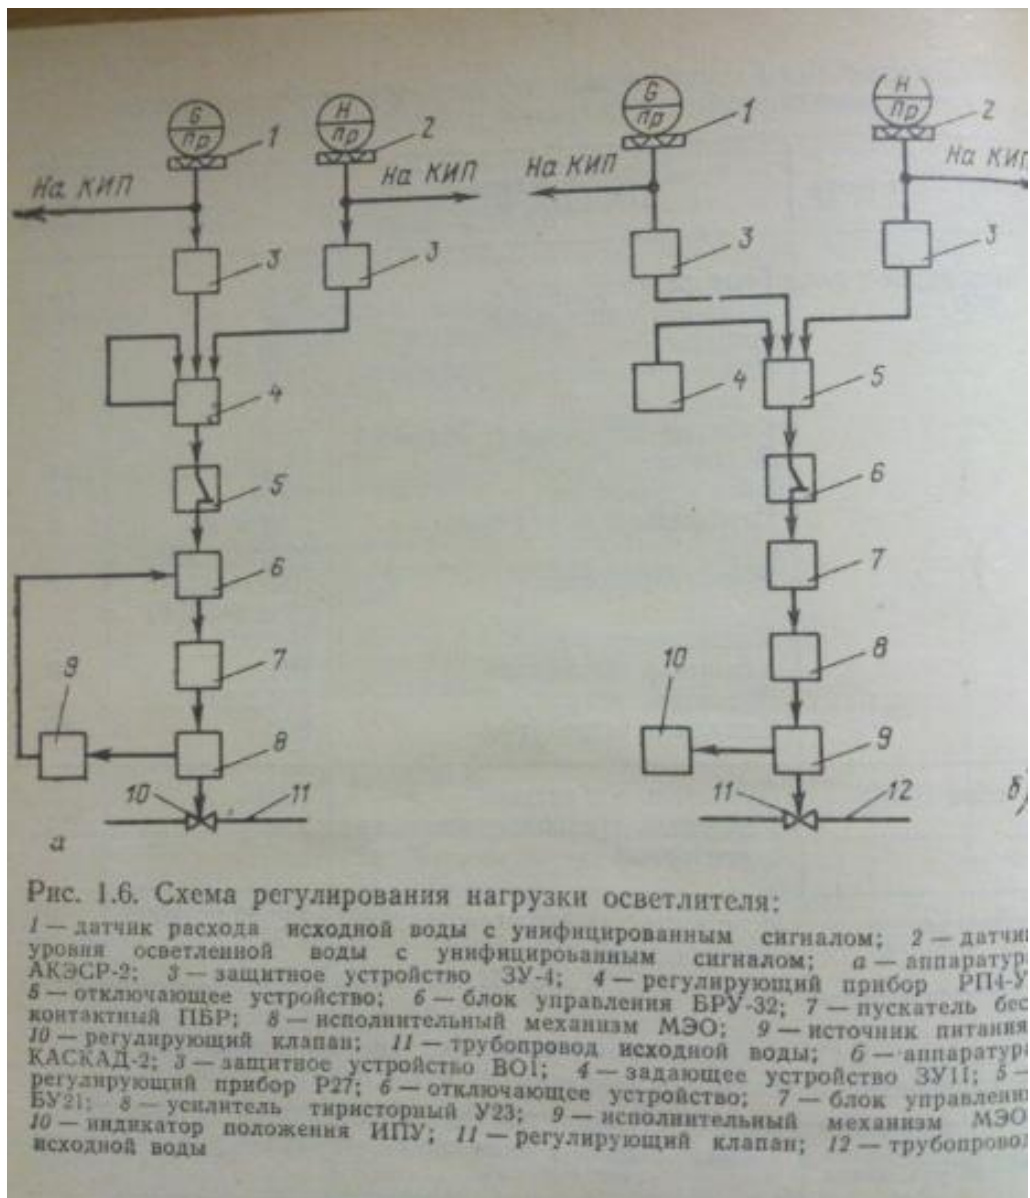 G
Пр
1
H
Пр
2
На КИП
На КИП
3
3
4
5
6
7
9
8
10
11
а
G
Пр
1
H
Пр
2
На КИП
На КИП
3
3
4
5
6
7
8
10
9
11
12
б)
Рис. 1.6. Схема регулирования нагрузки осветлителя:
1 — датчик расхода исходной воды с унифицированным сигналом; 2 — датчик
уровня осветленной воды с унифицированным сигналом; а — аппаратура
АКЭСР-2; 3 — защитное устройство ЗУ-4; 4 — регулирующий прибор РП4-У
5 — отключающее устройство; 6 — блок управления БРУ-32; 7 — пускатель бес-
контактный ПБР; 8 — исполнительный механизм МЭО; 9 — источник питания
10 — регулирующий клапан; 11 — трубопровод исходной воды; б — аппаратура
КАСКАД-2; 3 — защитное устройство ВО1; 4 — задающее устройство ЗУ11; 5 —
регулирующий прибор Р27; 6 — отключающее устройство; 7 — блок управления
БУ21; 8 — усилитель тиристорный У23; 9 — исполнительный механизм МЭО
10 — индикатор положения ИПУ; 11 — регулирующий клапан; 12 — трубопровод
исходной воды